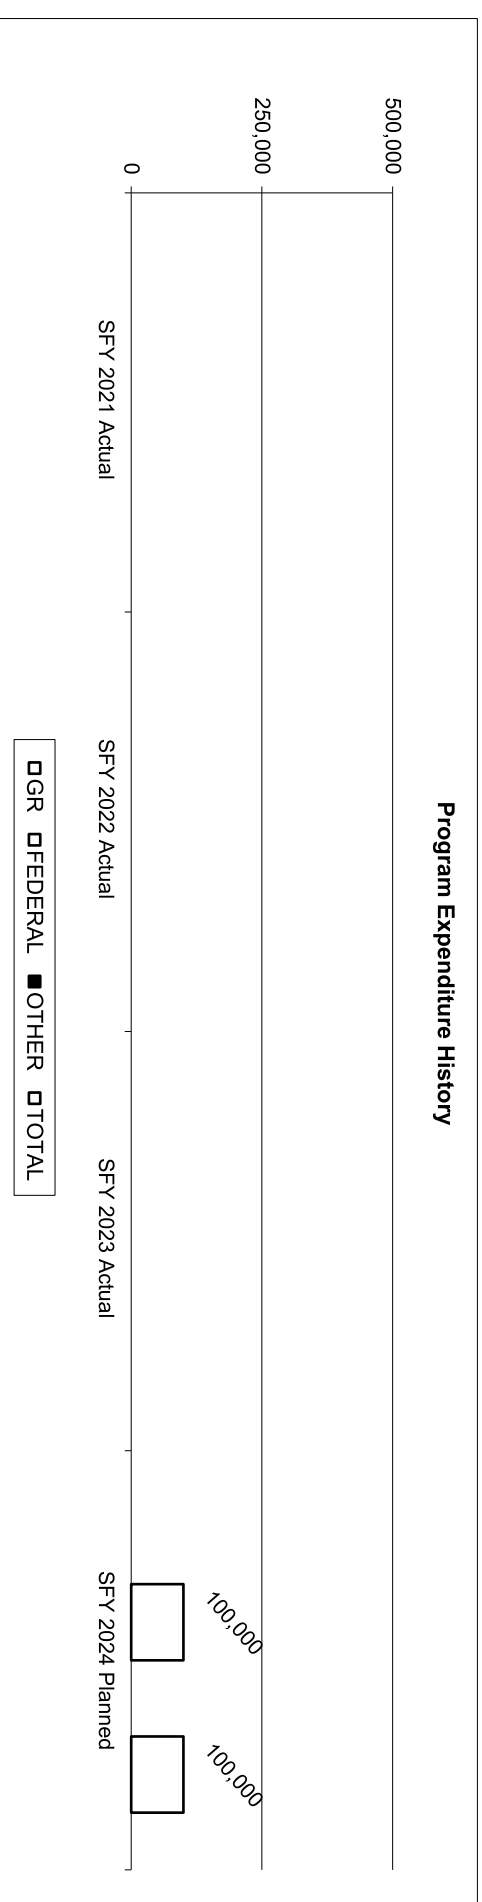 Program Expenditure History
500,000
250,000
0
100,000
100,000
SFY 2021 Actual
SFY 2022 Actual
SFY 2023 Actual
SFY 2024 Planned
GR FEDERAL OTHER TOTAL